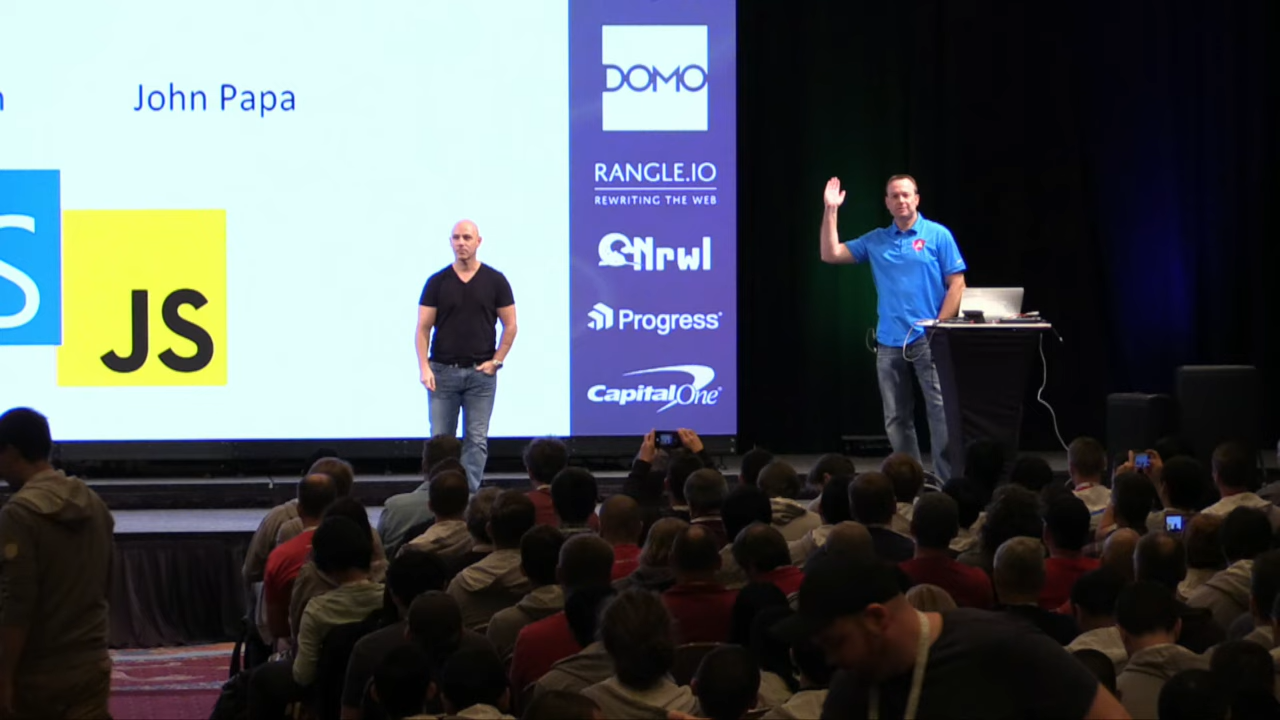 n
John Papa
S
JS
DOMO
RANGLE.IO
REWRITING THE WEB
Nrwl
Progress
Capital One